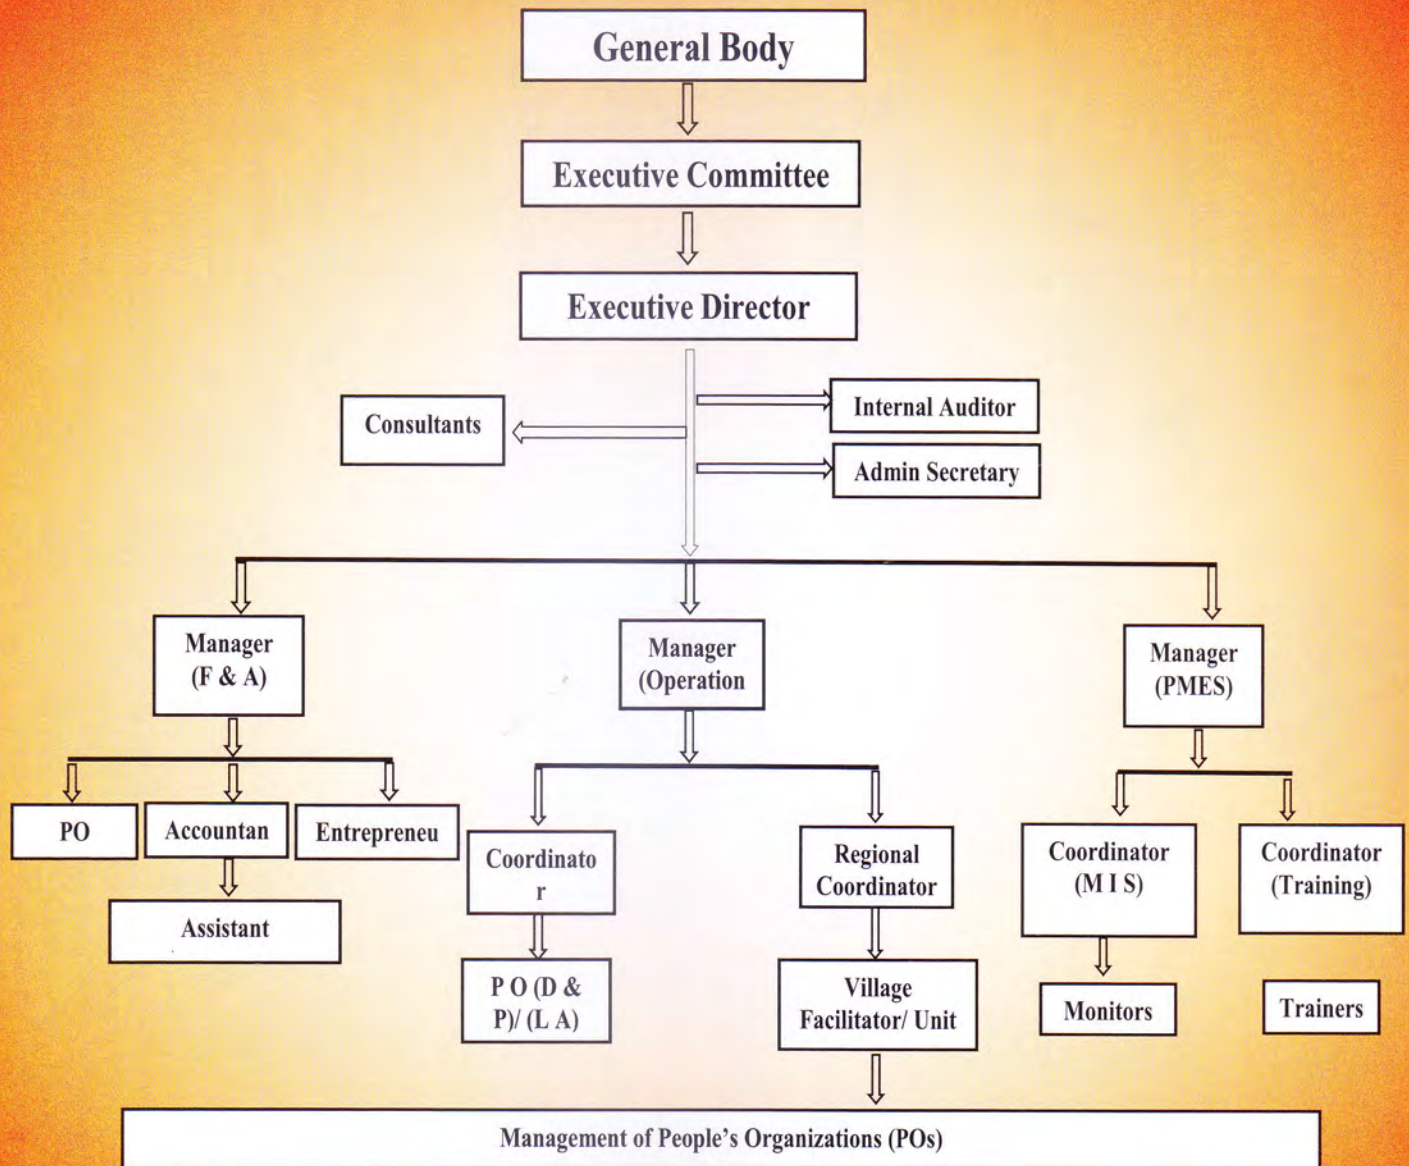 General Body
Executive Committee
Executive Director
Consultants
Internal Auditor
Admin Secretary
Manager
(F & A)
Manager
(Operation
Manager
(PMES)
PO
Accountan
Entrepreneu
Assistant
Coordinato
r
P O (D &
P)/ (L A)
Regional
Coordinator
Village
Facilitator/ Unit
Coordinator
(M I S)
Coordinator
(Training)
Monitors
Trainers
Management of People's Organizations (POs)